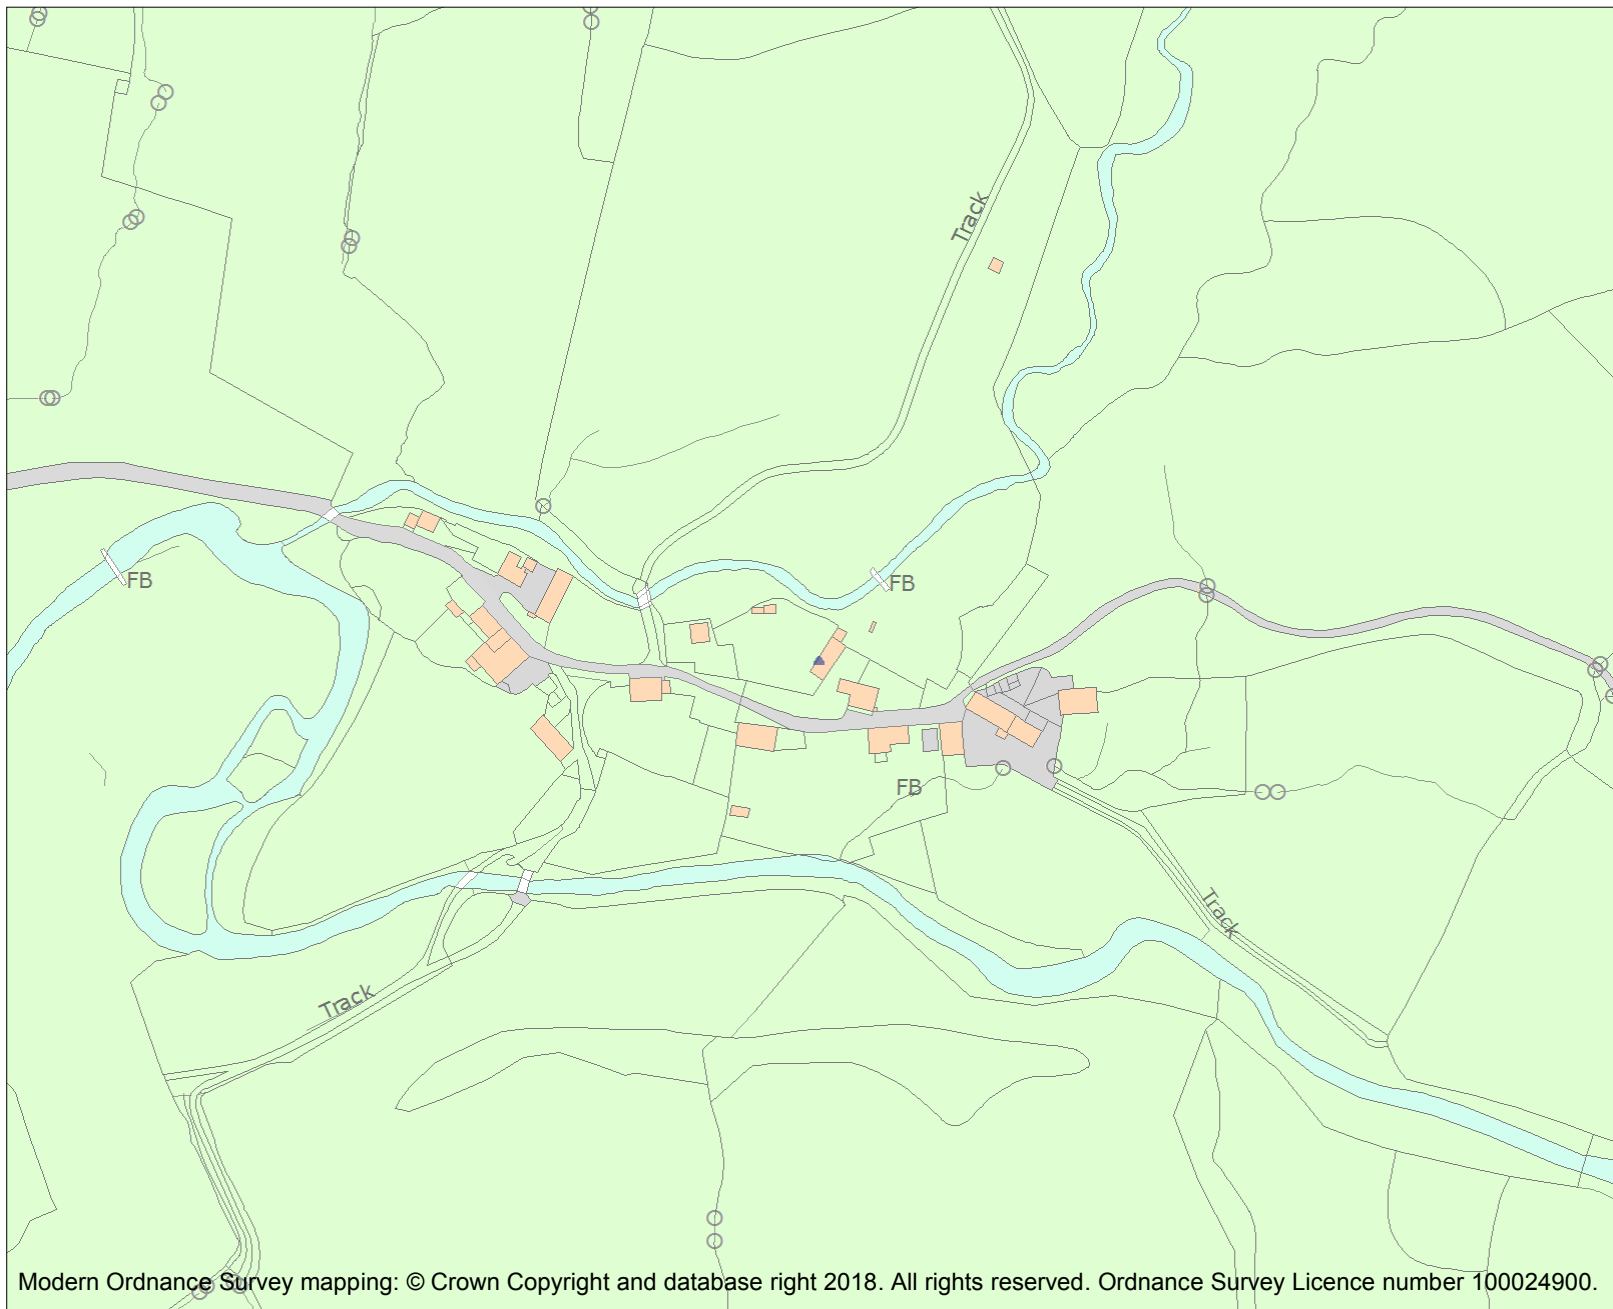 Track
FB
FB
FB
Track
Track
Modern Ordnance Survey mapping: © Crown Copyright and database right 2018. All rights reserved. Ordnance Survey Licence number 100024900.